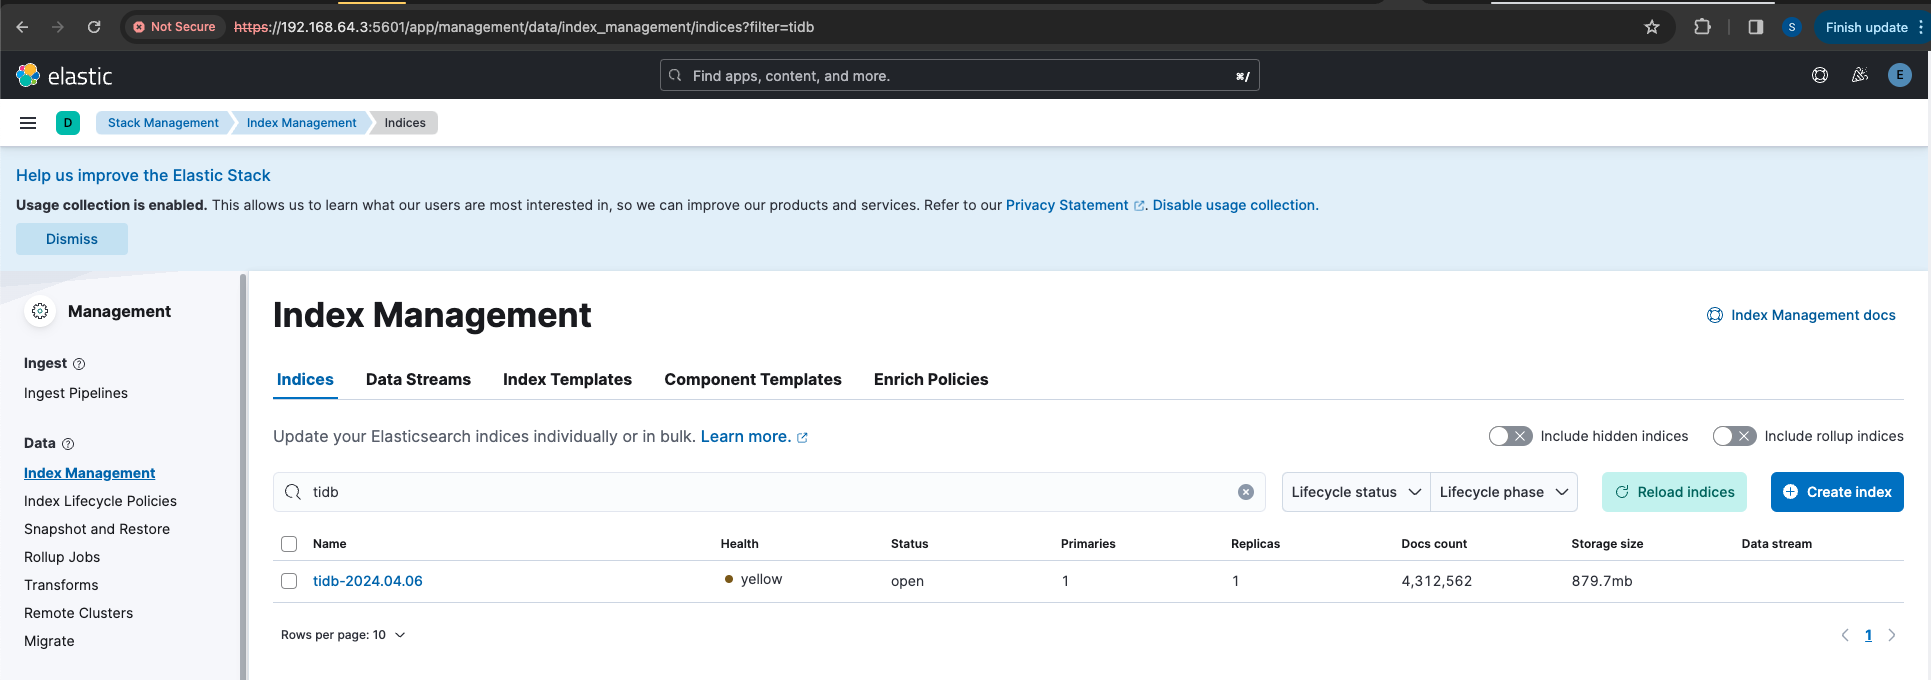 Not Secure https://192.168.64.3:5601/app/management/data/index_management/indices?filter=tidb S Finish update
elastic Find apps, content, and more. ⌘/ E
D Stack Management Index Management Indices
Help us improve the Elastic Stack
Usage collection is enabled. This allows us to learn what our users are most interested in, so we can improve our products and services. Refer to our Privacy Statement. Disable usage collection.
Dismiss
Management
Ingest
Ingest Pipelines
Data
Index Management
Index Lifecycle Policies
Snapshot and Restore
Rollup Jobs
Transforms
Remote Clusters
Migrate
Index Management
Index Management docs
Indices Data Streams Index Templates Component Templates Enrich Policies
Update your Elasticsearch indices individually or in bulk. Learn more.
Include hidden indices Include rollup indices
tidb Lifecycle status Lifecycle phase Reload indices Create index
Name Health Status Primaries Replicas Docs count Storage size Data stream
tidb-2024.04.06 yellow open 1 1 4,312,562 879.7mb
Rows per page: 10 1